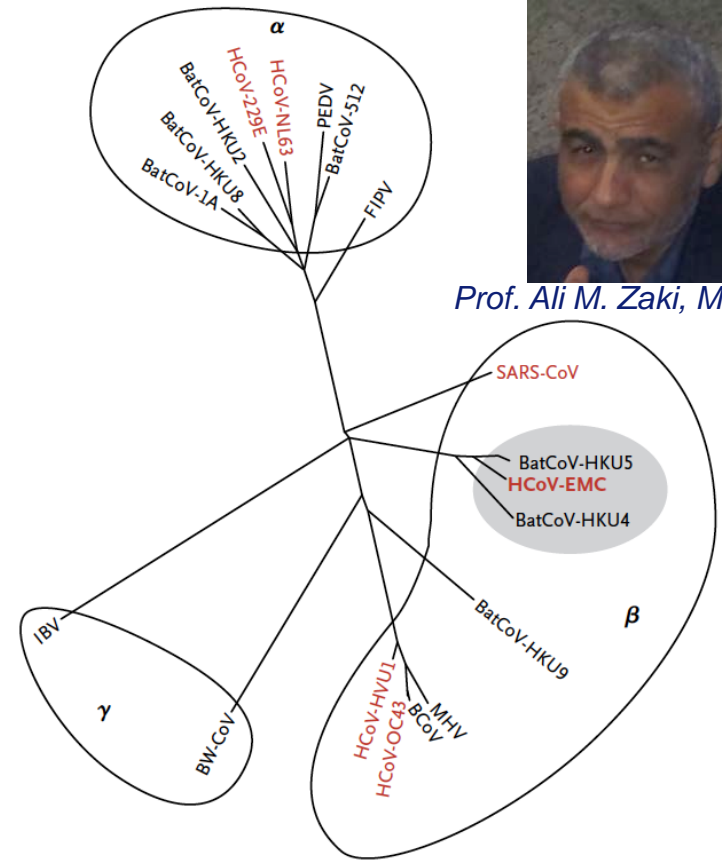 α
BatCoV-1A
BatCoV-HKU8
BatCoV-HKU2
HCoV-229E
HCoV-NL63
PEDV
BatCoV-512
FIPV
Prof. Ali M. Zaki, M
SARS-CoV
BatCoV-HKU5
HCoV-EMC
BatCoV-HKU4
BatCoV-HKU9
β
IBV
γ
BW-CoV
HCoV-HVU1
HCoV-OC43
BCoV
MHV